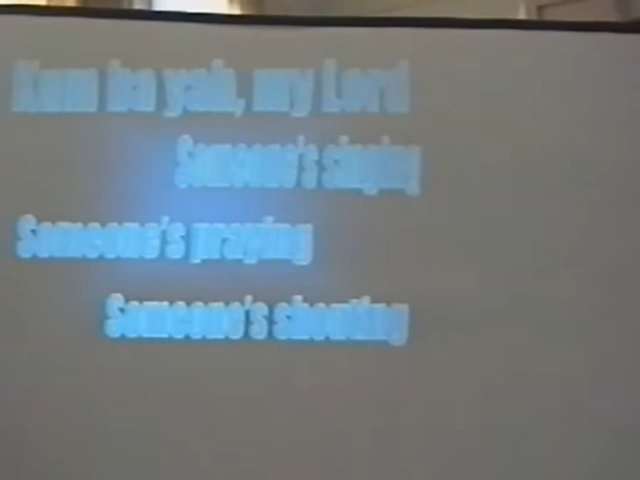 Kum ba yah, my Lord
Someone's singing
Someone's praying
Someone's shouting